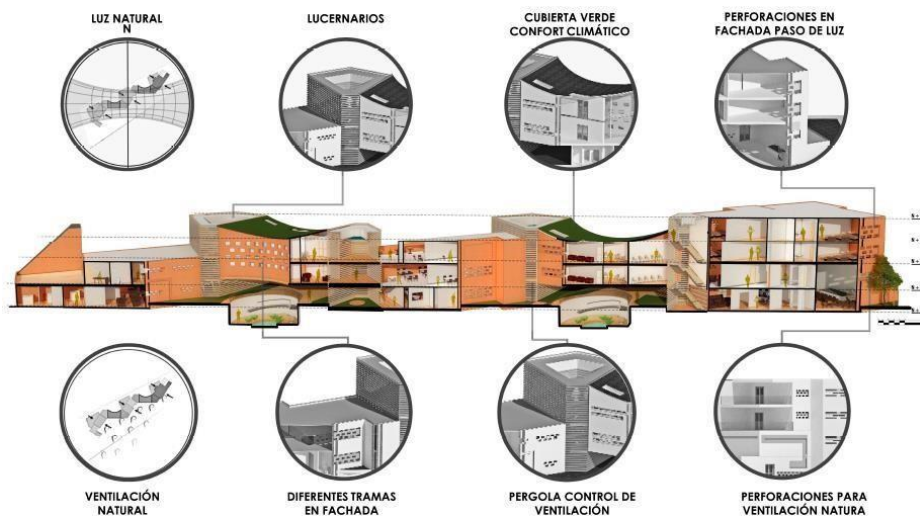 LUZ NATURAL
N
LUCERNARIOS
CUBIERTA VERDE
CONFORT CLIMÁTICO
PERFORACIONES EN
FACHADA PASO DE LUZ
VENTILACIÓN
NATURAL
DIFERENTES TRAMAS
EN FACHADA
PERGOLA CONTROL DE
VENTILACIÓN
PERFORACIONES PARA
VENTILACIÓN NATURA